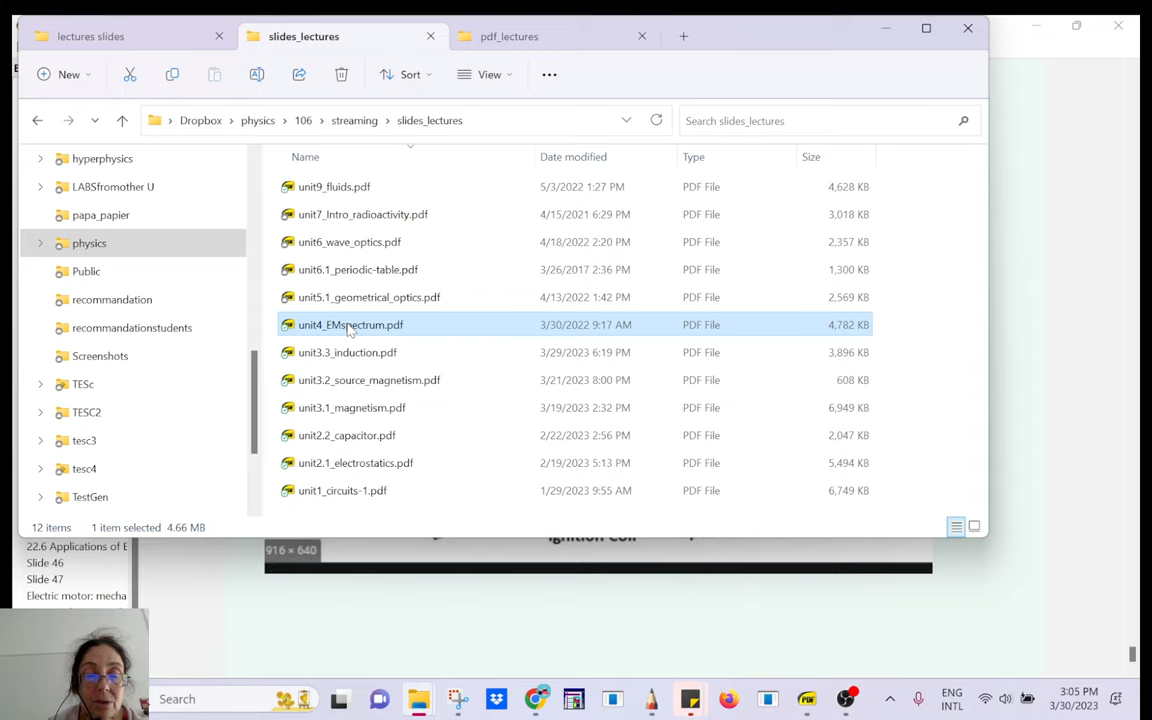 lectures slides
slides_lectures
pdf_lectures
New
Sort
View
Dropbox > physics > 106 > streaming > slides_lectures
Search slides_lectures
hyperphysics
LABSfromother U
papa_papier
physics
Public
recommandation
recommandationstudents
Screenshots
TESc
TESC2
tesc3
tesc4
TestGen
Name Date modified Type Size
unit9_fluids.pdf 5/3/2022 1:27 PM PDF File 4,628 KB
unit7_Intro_radioactivity.pdf 4/15/2021 6:29 PM PDF File 3,018 KB
unit6_wave_optics.pdf 4/18/2022 2:20 PM PDF File 2,357 KB
unit6.1_periodic-table.pdf 3/26/2017 2:36 PM PDF File 1,300 KB
unit5.1_geometrical_optics.pdf 4/13/2022 1:42 PM PDF File 2,569 KB
unit4_EMspectrum.pdf 3/30/2022 9:17 AM PDF File 4,782 KB
unit3.3_induction.pdf 3/29/2023 6:19 PM PDF File 3,896 KB
unit3.2_source_magnetism.pdf 3/21/2023 8:00 PM PDF File 608 KB
unit3.1_magnetism.pdf 3/19/2023 2:32 PM PDF File 6,949 KB
unit2.2_capacitor.pdf 2/22/2023 2:56 PM PDF File 2,047 KB
unit2.1_electrostatics.pdf 2/19/2023 5:13 PM PDF File 5,494 KB
unit1_circuits-1.pdf 1/29/2023 9:55 AM PDF File 6,749 KB
12 items 1 item selected 4.66 MB
22.6 Applications of E
Slide 46
Slide 47
Electric motor: mecha
Ignition Coil
916 × 640
Search
ENG
INTL
3:05 PM
3/30/2023